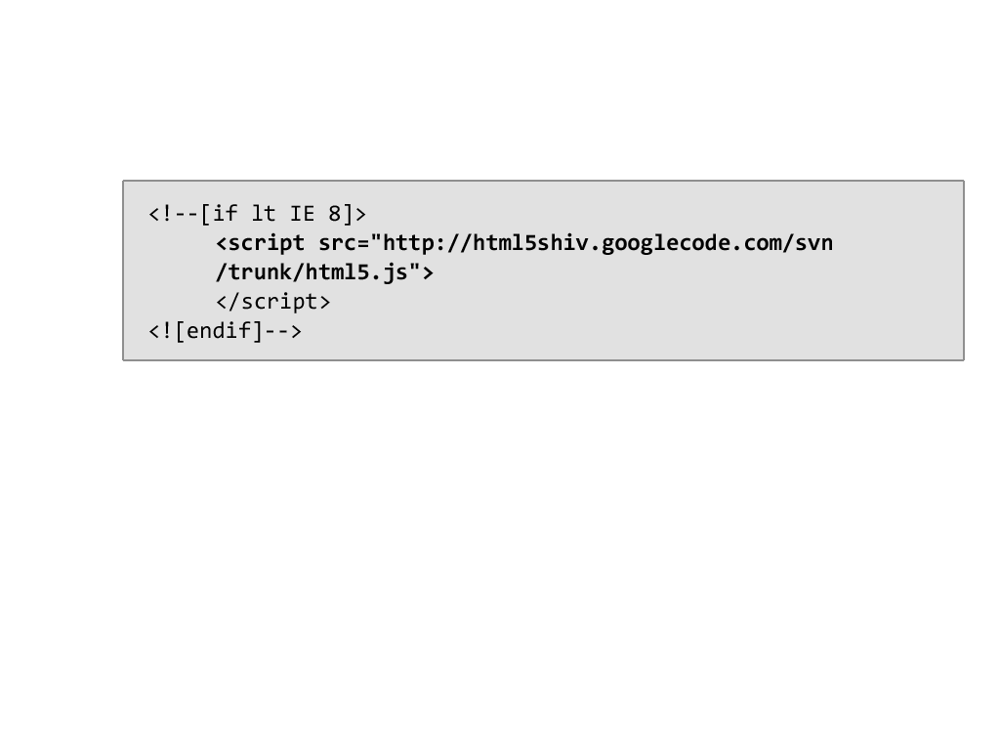 <!--[if lt IE 8]>
<script src="http://html5shiv.googlecode.com/svn
/trunk/html5.js">
</script>
<![endif]-->